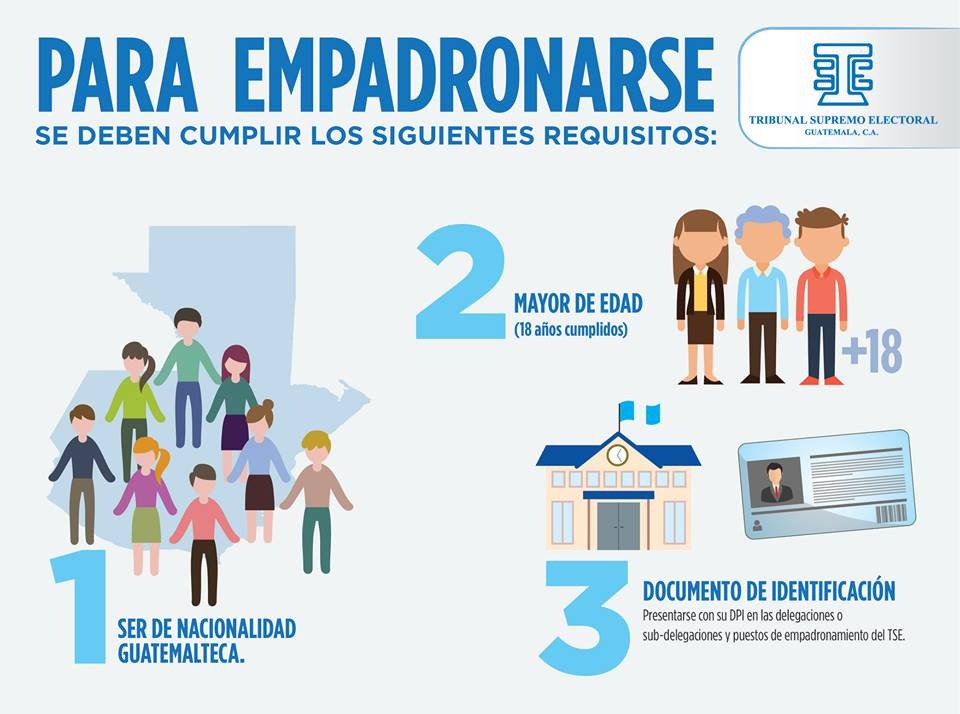 PARA EMPADRONARSE
SE DEBEN CUMPLIR LOS SIGUIENTES REQUISITOS:
TRIBUNAL SUPREMO ELECTORAL
GUATEMALA, C.A.
1
SER DE NACIONALIDAD
GUATEMALTECA.
2
MAYOR DE EDAD
(18 años cumplidos)
+18
3
DOCUMENTO DE IDENTIFICACIÓN
Presentarse con su DPI en las delegaciones o
sub-delegaciones y puestos de empadronamiento del TSE.